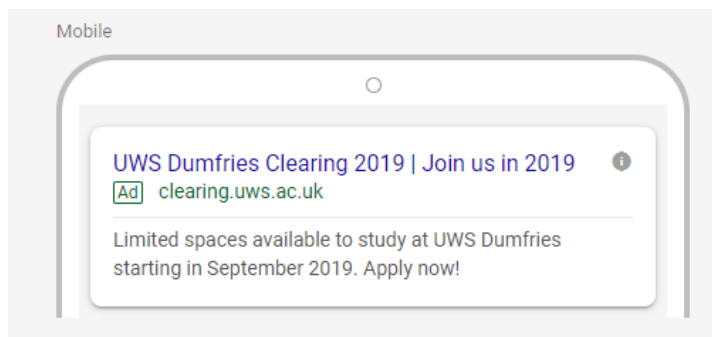 Mobile
UWS Dumfries Clearing 2019 | Join us in 2019
Ad clearing.uws.ac.uk
Limited spaces available to study at UWS Dumfries
starting in September 2019. Apply now!